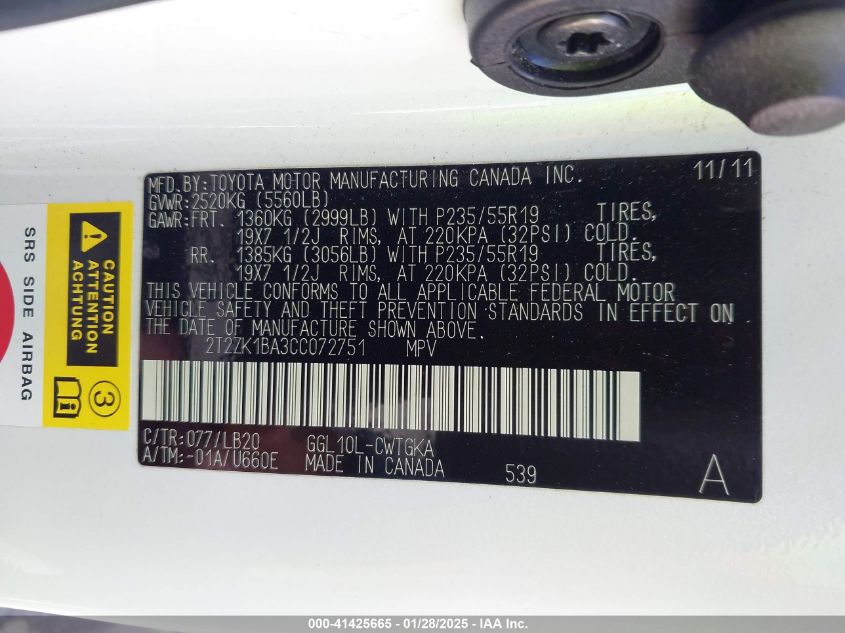 MFD.BY:TOYOTA MOTOR MANUFACTURING CANADA INC. 11/11
GVWR:2520KG (5560LB)
GAWR:FRT. 1360KG (2999LB) WITH P235/55R19 TIRES,
19X7 1/2J RIMS, AT 220KPA (32PSI) COLD.
RR. 1385KG (3056LB) WITH P235/55R19 TIRES,
19X7 1/2J RIMS, AT 220KPA (32PSI) COLD.
THIS VEHICLE CONFORMS TO ALL APPLICABLE FEDERAL MOTOR
VEHICLE SAFETY AND THEFT PREVENTION STANDARDS IN EFFECT ON
THE DATE OF MANUFACTURE SHOWN ABOVE.
2T2ZK1BA3CC072751 MPV
C/TR:077/LB20 GGL10L-CWTGKA
A/TM:-01A/U660E MADE IN CANADA 539 A
SRS SIDE AIRBAG
CAUTION
ATTENTION
ACHTUNG
3
i
000-41425665 - 01/28/2025 - IAA Inc.